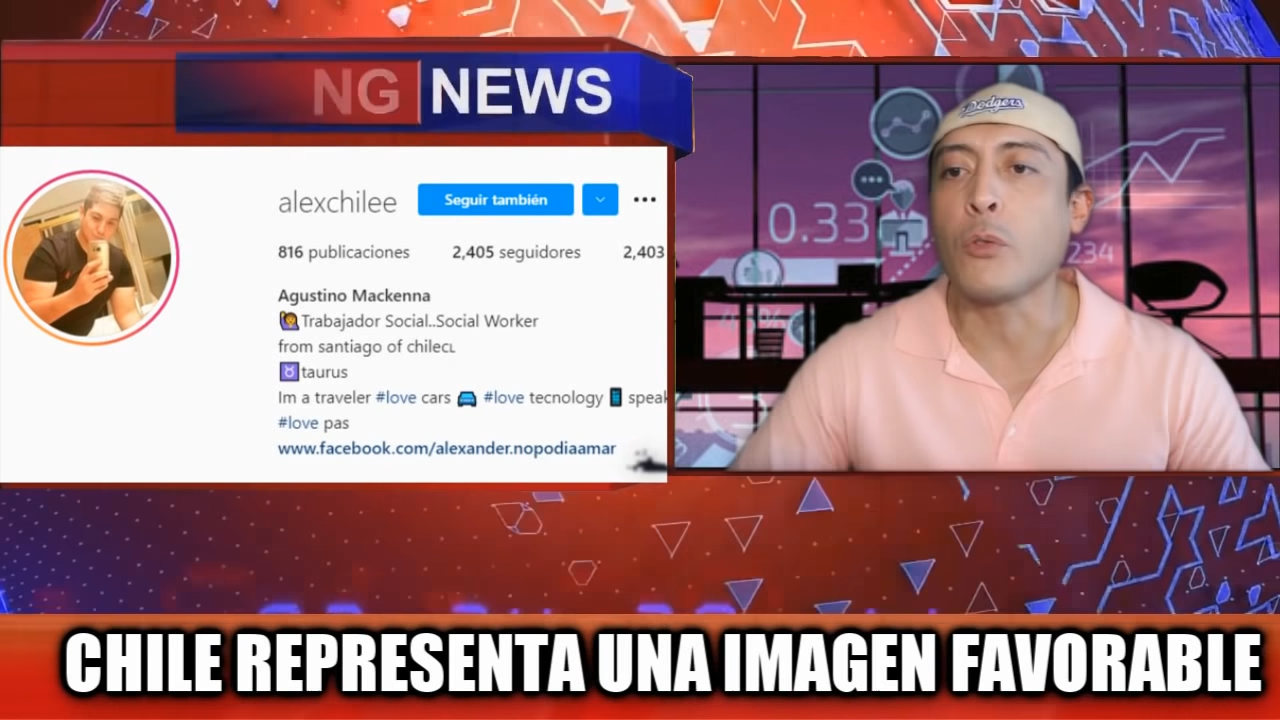 NG NEWS
alexchilee
Seguir también
816 publicaciones 2,405 seguidores 2,403
Agustino Mackenna
Trabajador Social..Social Worker
from santiago of chileCL
taurus
Im a traveler #love cars #love tecnology speak
#love pas
www.facebook.com/alexander.nopodiaamar
Dodgers
0.33
234
CHILE REPRESENTA UNA IMAGEN FAVORABLE